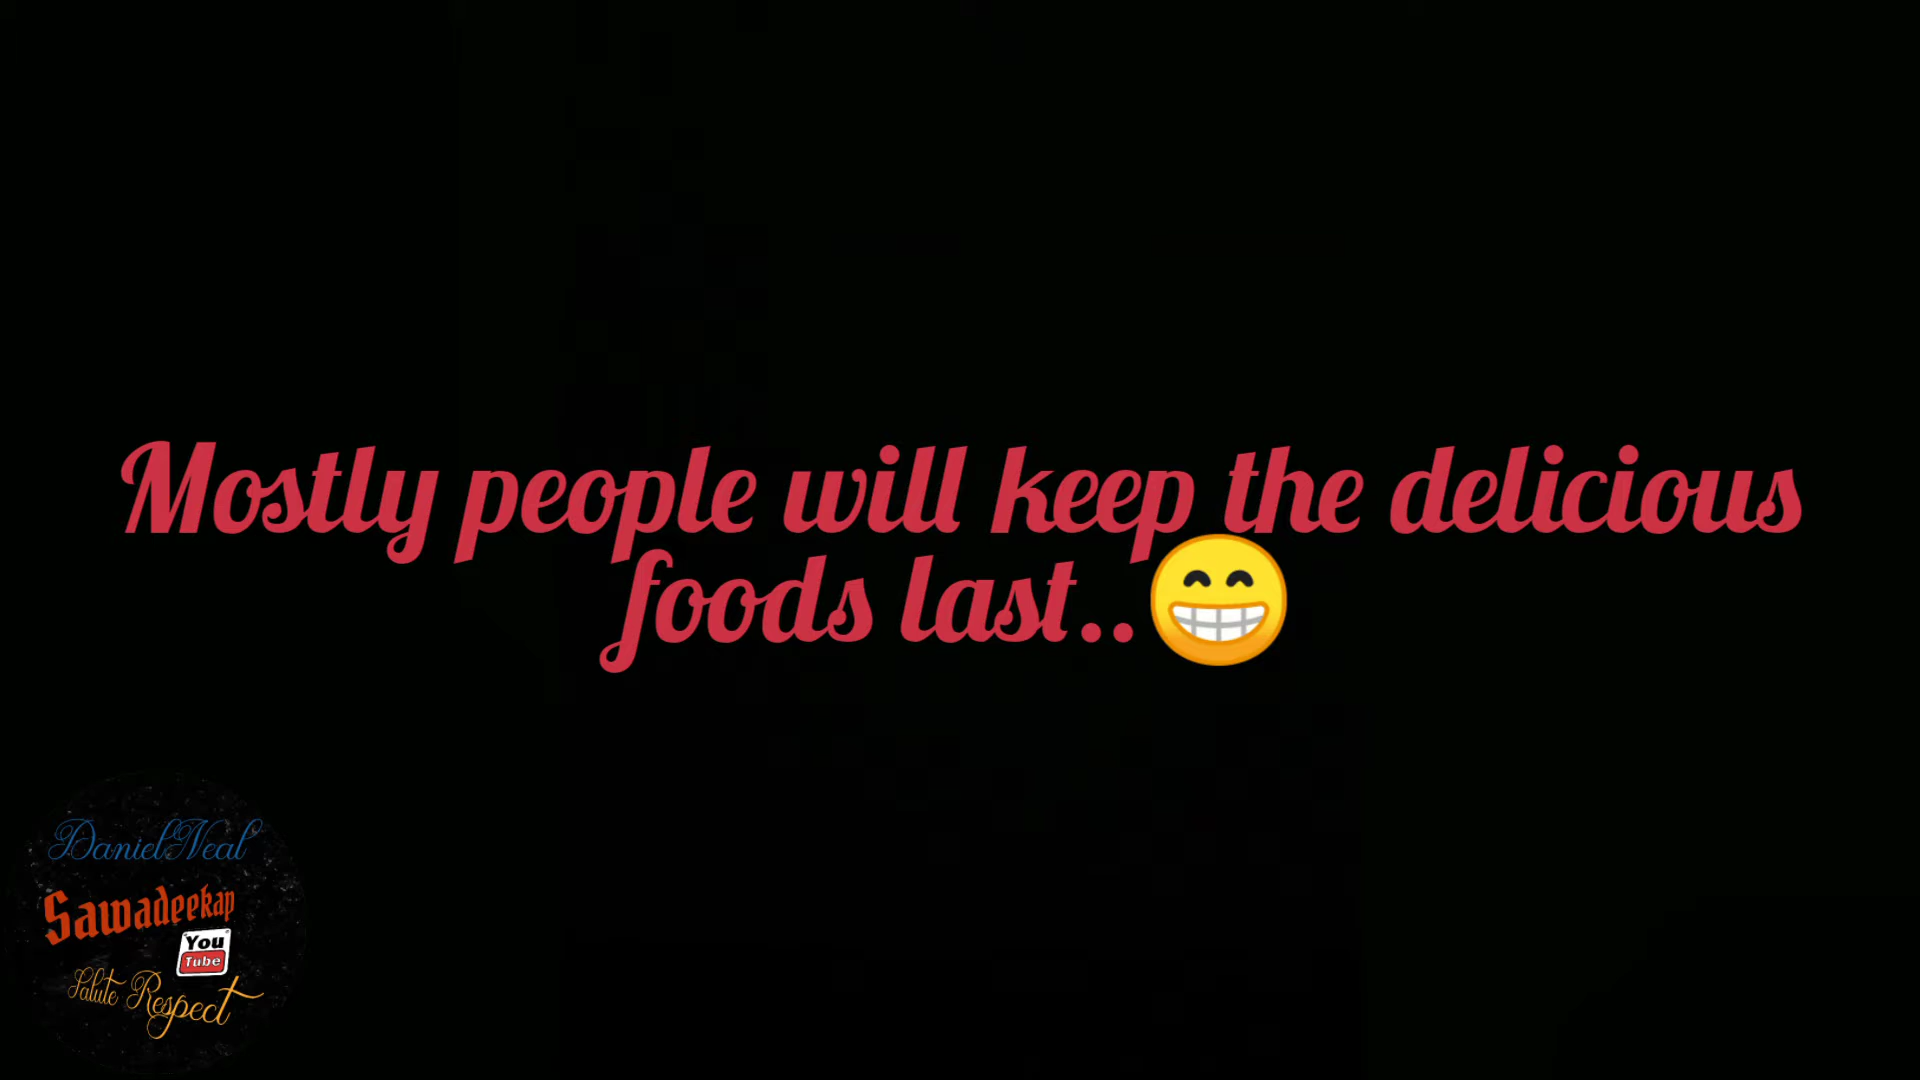 Mostly people will keep the delicious
foods last..😁
DanielNeal
Sawadeekap
You
Tube
Salute Respect